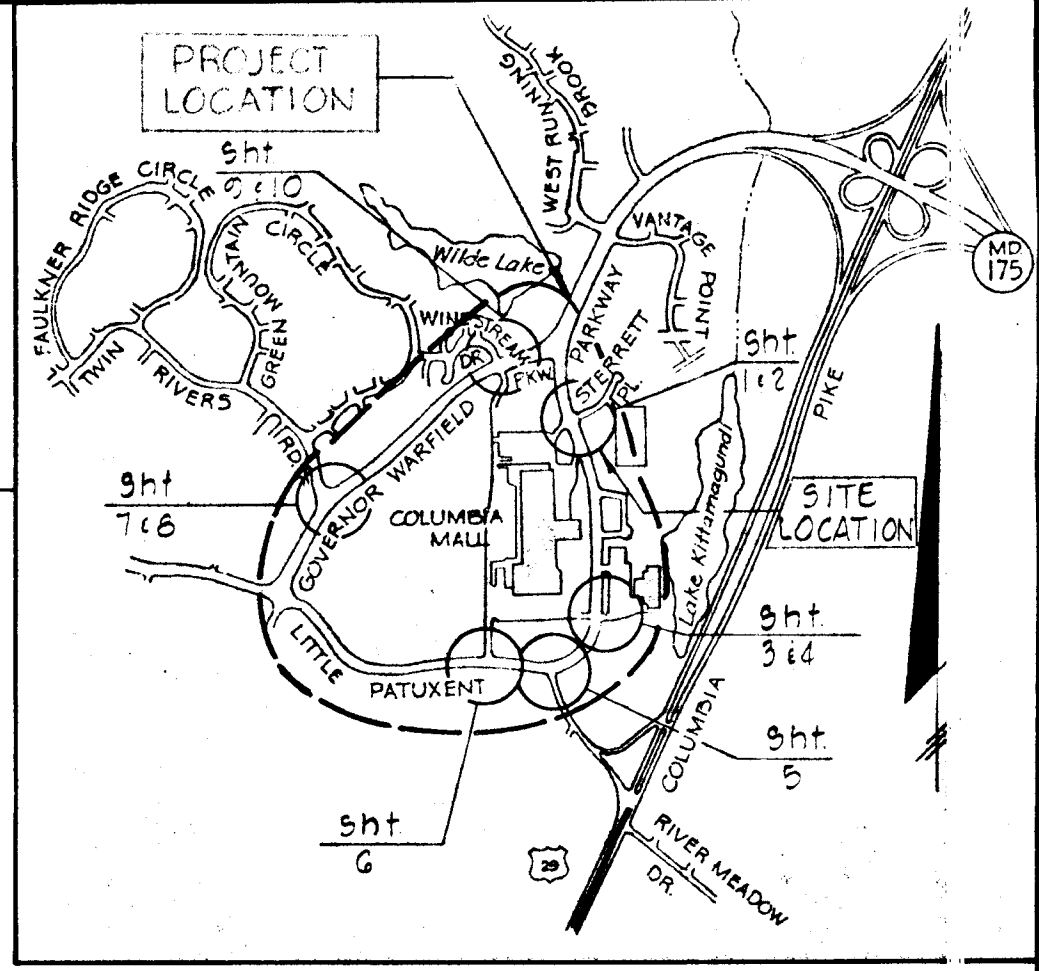 PROJECT
LOCATION
Sht.
9 & 10
WEST RUNNING
BROOK
FAULKNER RIDGE CIRCLE
MOUNTAIN
GREEN
CIRCLE
Wilde Lake
VANTAGE
POINT
MD.
175
WINDSTREAM
DR.
PKW.
PARKWAY
STERRETT
PL.
Sht
1 & 2
TWIN
RIVERS
RD.
PIKE
Sht
7 & 8
GOVERNOR WARFIELD
COLUMBIA
MALL
Lake Kittamagundi
SITE
LOCATION
LITTLE
PATUXENT
Sht.
3 & 4
COLUMBIA
Sht.
5
Sht.
6
29
RIVER MEADOW
DR.